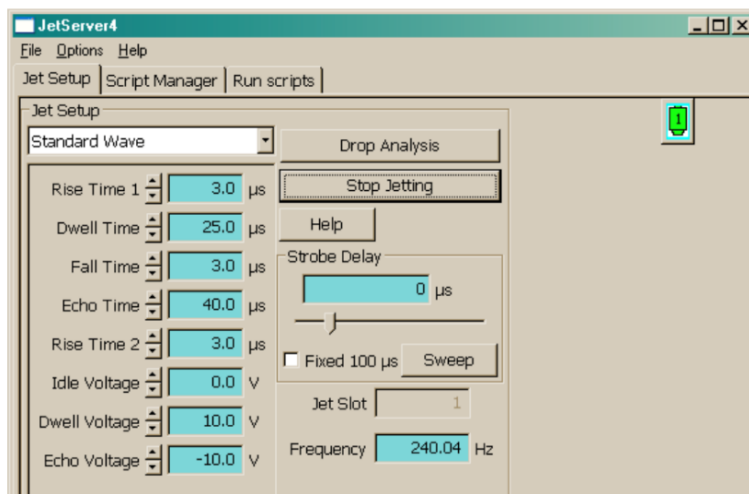 JetServer4
File Options Help
Jet Setup Script Manager Run scripts
Jet Setup
1
Standard Wave
Drop Analysis
Rise Time 1 3.0 µs
Stop Jetting
Dwell Time 25.0 µs
Help
Fall Time 3.0 µs
Strobe Delay
0 µs
Echo Time 40.0 µs
Rise Time 2 3.0 µs
Fixed 100 µs Sweep
Idle Voltage 0.0 V
Jet Slot 1
Dwell Voltage 10.0 V
Frequency 240.04 Hz
Echo Voltage -10.0 V